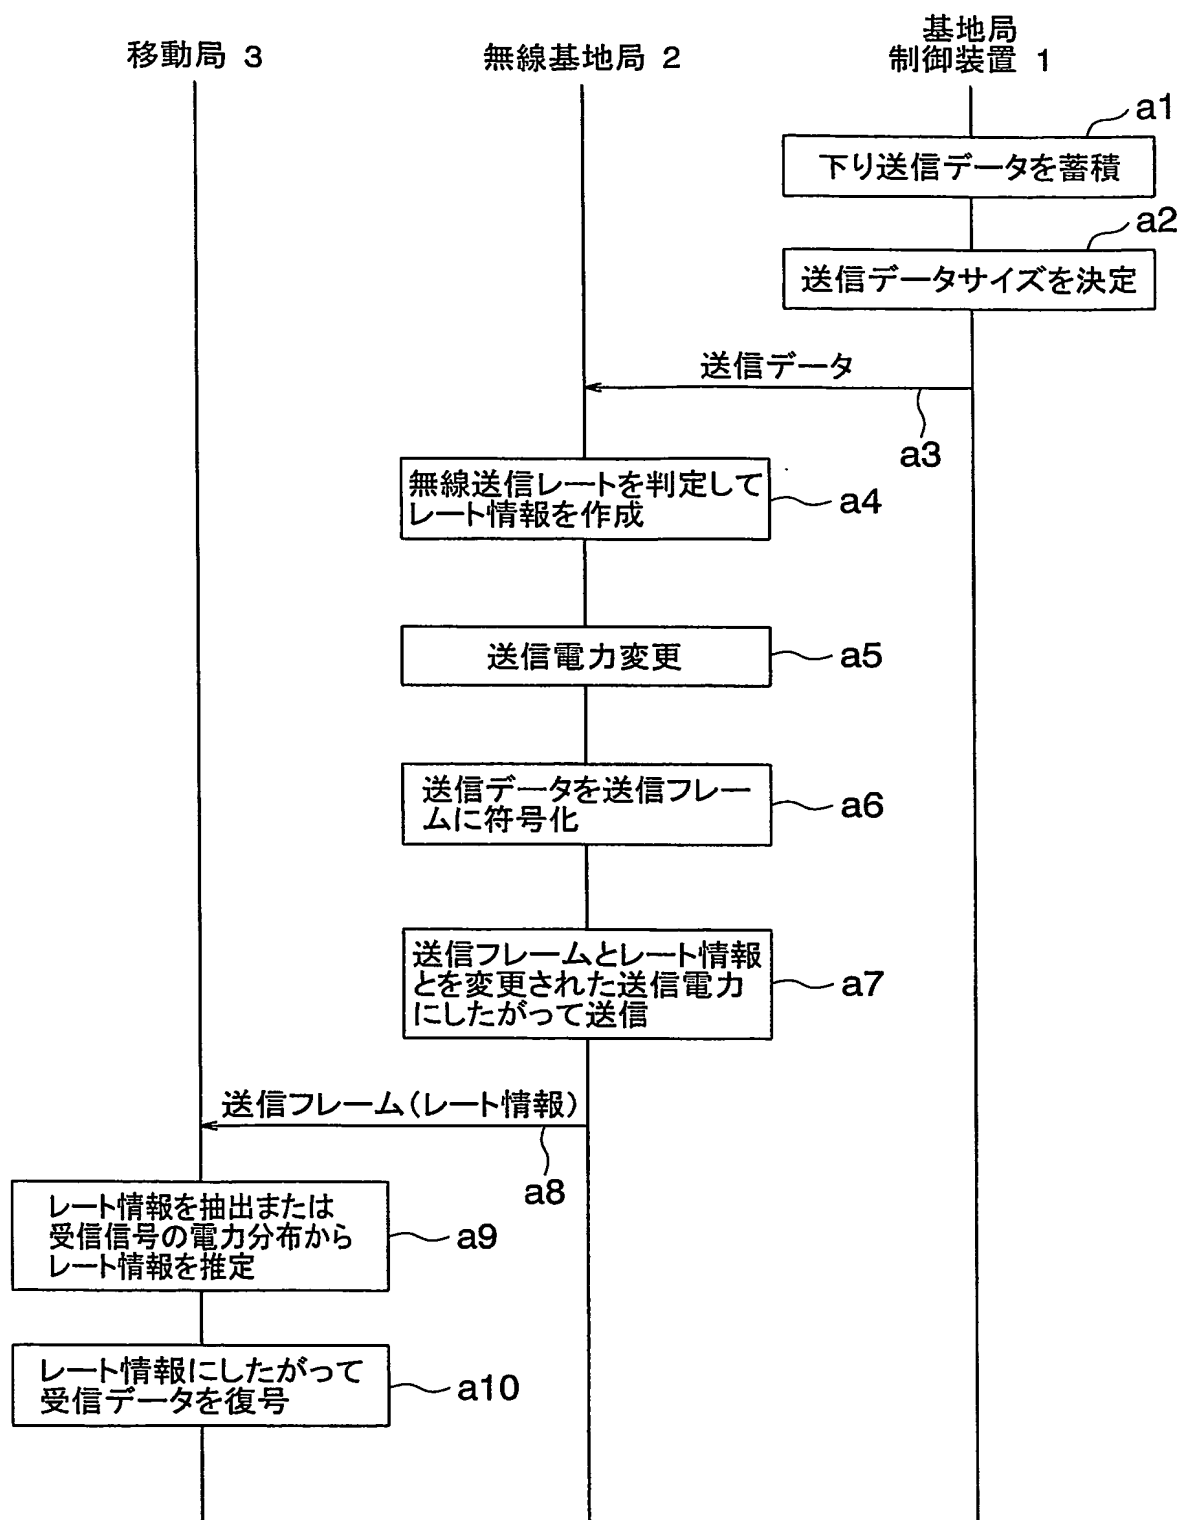 移動局 3
無線基地局 2
基地局
制御装置 1
a1
下り送信データを蓄積
a2
送信データサイズを決定
送信データ
a3
無線送信レートを判定して
レート情報を作成
a4
送信電力変更
a5
送信データを送信フレー
ムに符号化
a6
送信フレームとレート情報
とを変更された送信電力
にしたがって送信
a7
送信フレーム(レート情報)
a8
レート情報を抽出または
受信信号の電力分布から
レート情報を推定
a9
レート情報にしたがって
受信データを復号
a10